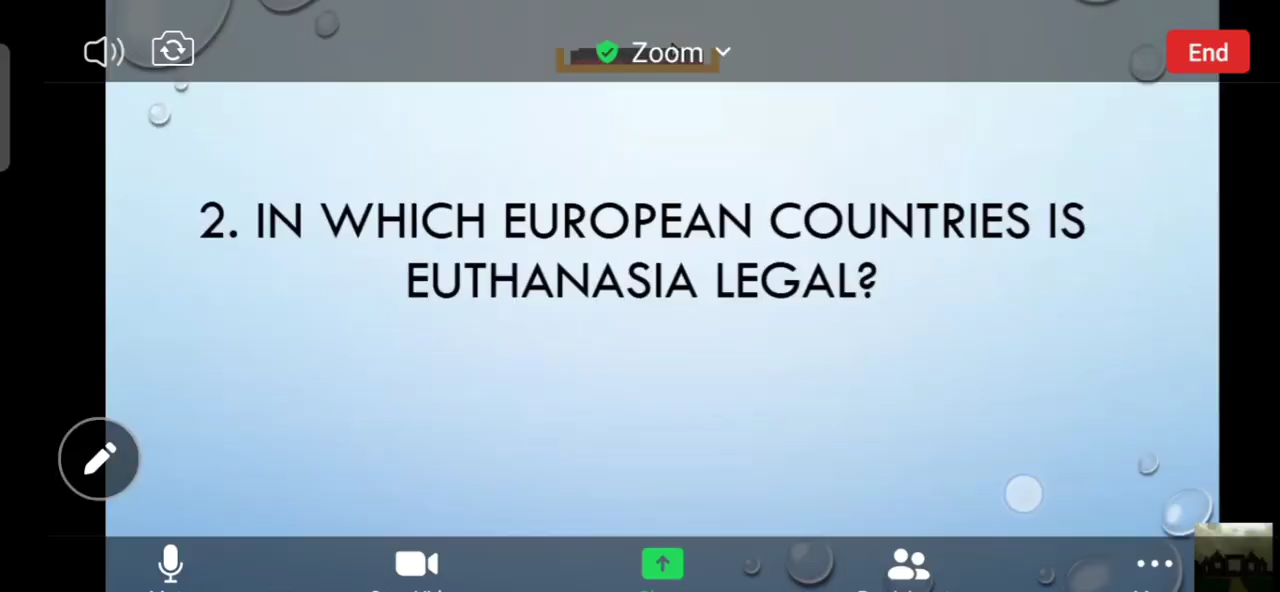 Zoom
End
2. IN WHICH EUROPEAN COUNTRIES IS
EUTHANASIA LEGAL?